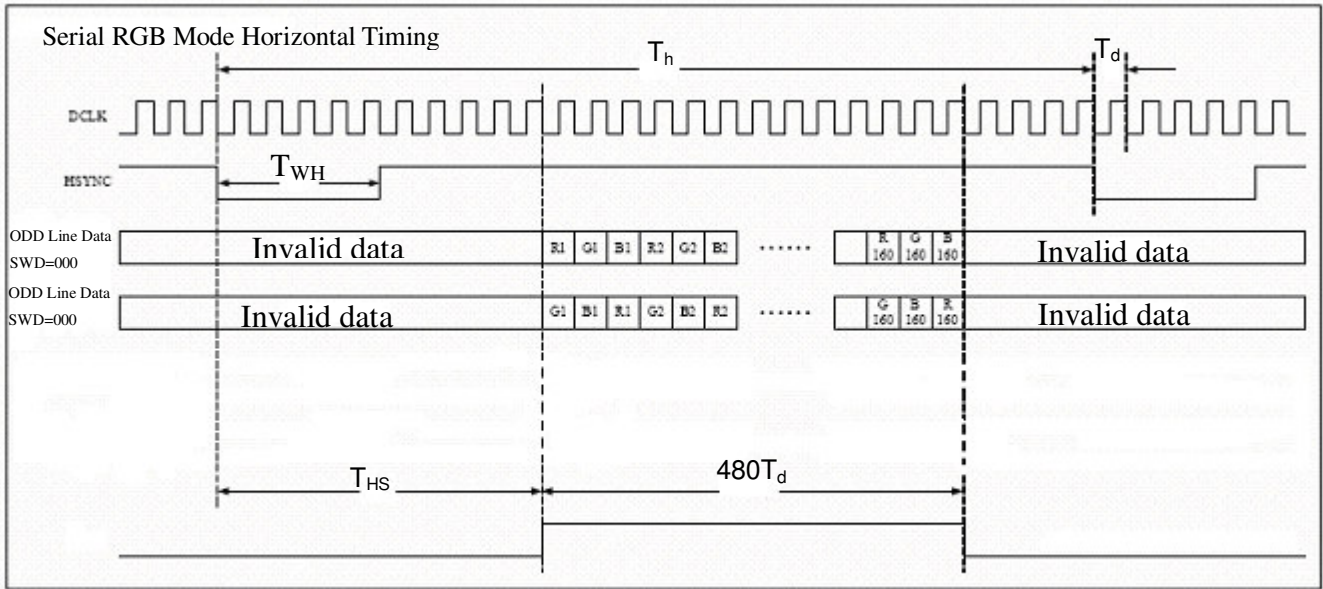 Serial RGB Mode Horizontal Timing
Th
Td
DCLK
HSYNC
TWH
ODD Line Data
SWD=000
Invalid data
R1 G1 B1 R2 G2 B2 ...... R 160 G 160 B 160
Invalid data
ODD Line Data
SWD=000
Invalid data
G1 B1 R1 G2 B2 R2 ...... G 160 B 160 R 160
Invalid data
THS
480Td